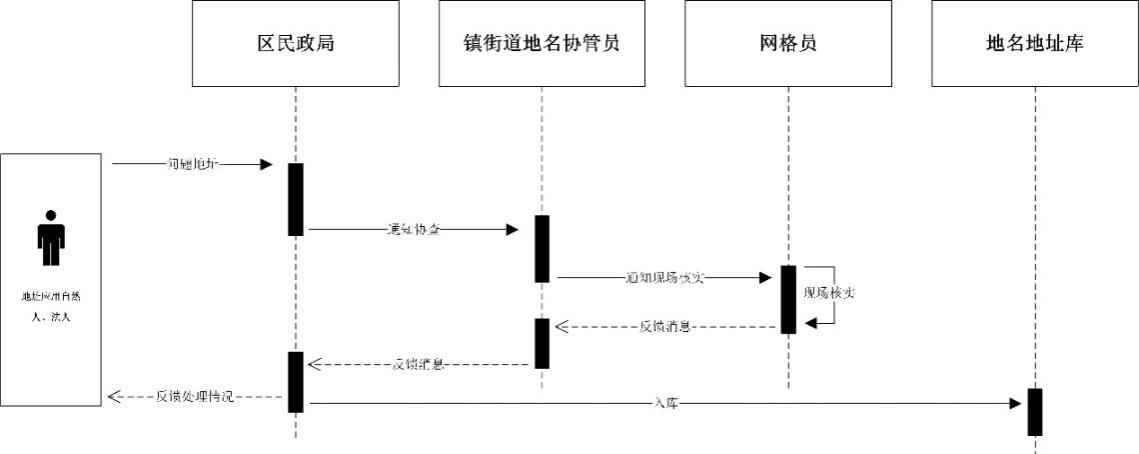 区民政局
镇街道地名协管员
网格员
地名地址库
问题地址
通知协查
地址应用自然
人、法人
通知现场核实
现场核实
反馈消息
反馈消息
反馈处理情况
入库